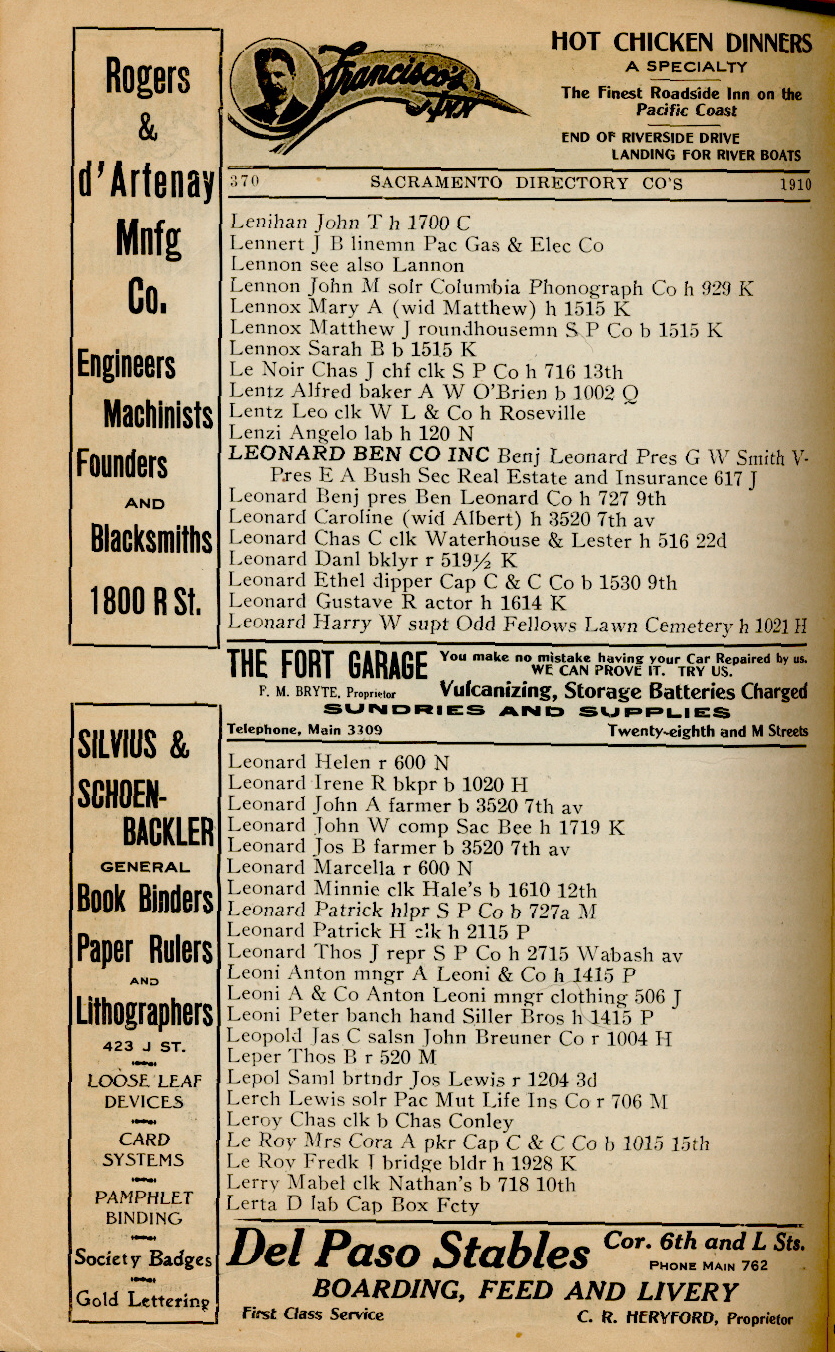 Rogers
&
d'Artenay
Mnfg
Co.
Engineers
Machinists
Founders
AND
Blacksmiths
1800 R St.
Francisco's
Inn
HOT CHICKEN DINNERS
A SPECIALTY
The Finest Roadside Inn on the
Pacific Coast
END OF RIVERSIDE DRIVE
LANDING FOR RIVER BOATS
370 SACRAMENTO DIRECTORY CO'S 1910
Lenihan John T h 1700 C
Lennert J B linemn Pac Gas & Elec Co
Lennon see also Lannon
Lennon John M solr Columbia Phonograph Co h 929 K
Lennox Mary A (wid Matthew) h 1515 K
Lennox Matthew J roundhousemn S P Co b 1515 K
Lennox Sarah B b 1515 K
Le Noir Chas J chf clk S P Co h 716 13th
Lentz Alfred baker A W O'Brien b 1002 Q
Lentz Leo clk W L & Co h Roseville
Lenzi Angelo lab h 120 N
LEONARD BEN CO INC Benj Leonard Pres G W Smith V-
Pres E A Bush Sec Real Estate and Insurance 617 J
Leonard Benj pres Ben Leonard Co h 727 9th
Leonard Caroline (wid Albert) h 3520 7th av
Leonard Chas C clk Waterhouse & Lester h 516 22d
Leonard Danl bklyr r 519½ K
Leonard Ethel dipper Cap C & C Co b 1530 9th
Leonard Gustave R actor h 1614 K
Leonard Harry W supt Odd Fellows Lawn Cemetery h 1021 H
THE FORT GARAGE
You make no mistake having your Car Repaired by us.
WE CAN PROVE IT. TRY US.
F. M. BRYTE, Proprietor
Vulcanizing, Storage Batteries Charged
SUNDRIES AND SUPPLIES
Telephone, Main 3309
Twenty-eighth and M Streets
SILVIUS &
SCHOEN-
BACKLER
GENERAL
Book Binders
Paper Rulers
AND
Lithographers
423 J ST.
LOOSE LEAF
DEVICES
CARD
SYSTEMS
PAMPHLET
BINDING
Society Badges
Gold Lettering
Leonard Helen r 600 N
Leonard Irene R bkpr b 1020 H
Leonard John A farmer b 3520 7th av
Leonard John W comp Sac Bee h 1719 K
Leonard Jos B farmer b 3520 7th av
Leonard Marcella r 600 N
Leonard Minnie clk Hale's b 1610 12th
Leonard Patrick hlpr S P Co b 727a M
Leonard Patrick H clk h 2115 P
Leonard Thos J repr S P Co h 2715 Wabash av
Leoni Anton mngr A Leoni & Co h 1415 P
Leoni A & Co Anton Leoni mngr clothing 506 J
Leoni Peter banch hand Siller Bros h 1415 P
Leopold Jas C salsn John Breuner Co r 1004 H
Leper Thos B r 520 M
Lepol Saml brtndr Jos Lewis r 1204 3d
Lerch Lewis solr Pac Mut Life Ins Co r 706 M
Leroy Chas clk b Chas Conley
Le Roy Mrs Cora A pkr Cap C & C Co b 1015 15th
Le Roy Fredk J bridge bldr h 1928 K
Lerry Mabel clk Nathan's b 718 10th
Lerta D lab Cap Box Fcty
Del Paso Stables
Cor. 6th and L Sts.
PHONE MAIN 762
BOARDING, FEED AND LIVERY
First Class Service
C. R. HERYFORD, Proprietor